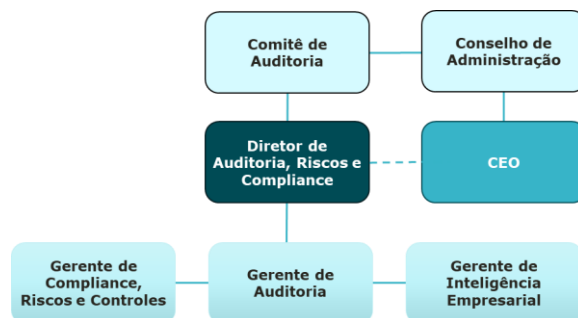 Comitê de
Auditoria
Conselho de
Administração
Diretor de
Auditoria, Riscos e
Compliance
CEO
Gerente de
Compliance,
Riscos e Controles
Gerente de
Auditoria
Gerente de
Inteligência
Empresarial